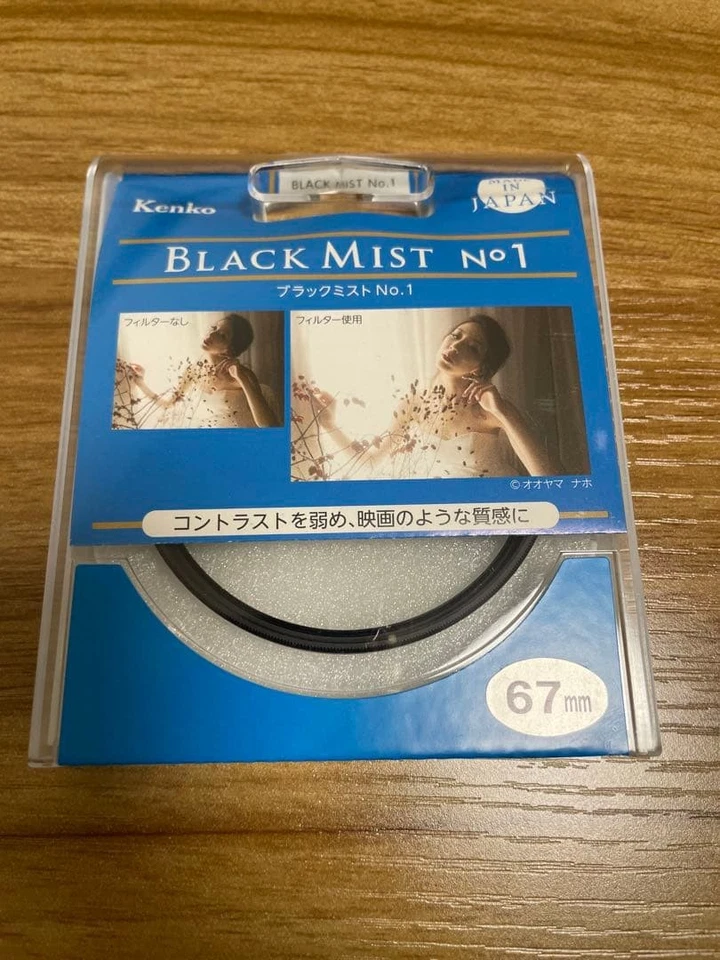 BLACK MIST No.1
Kenko
MADE
IN
JAPAN
BLACK MIST No1
ブラックミスト No.1
フィルターなし
フィルター使用
© オオヤマ ナホ
コントラストを弱め、映画のような質感に
67mm